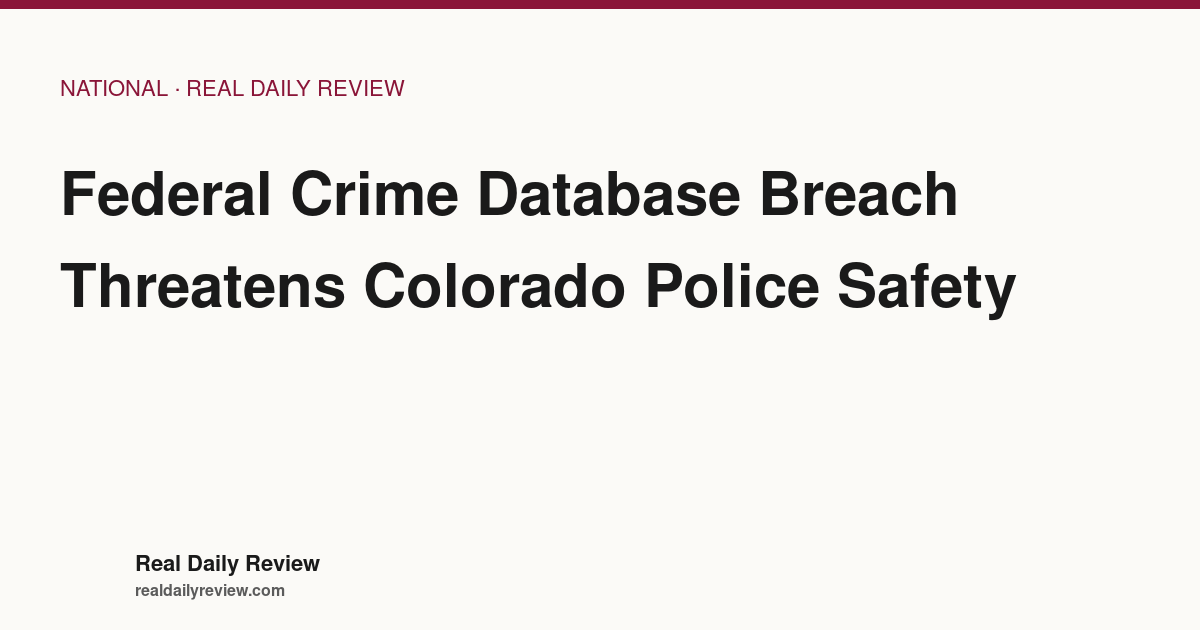 NATIONAL · REAL DAILY REVIEW
Federal Crime Database Breach
Threatens Colorado Police Safety
Real Daily Review
realdailyreview.com